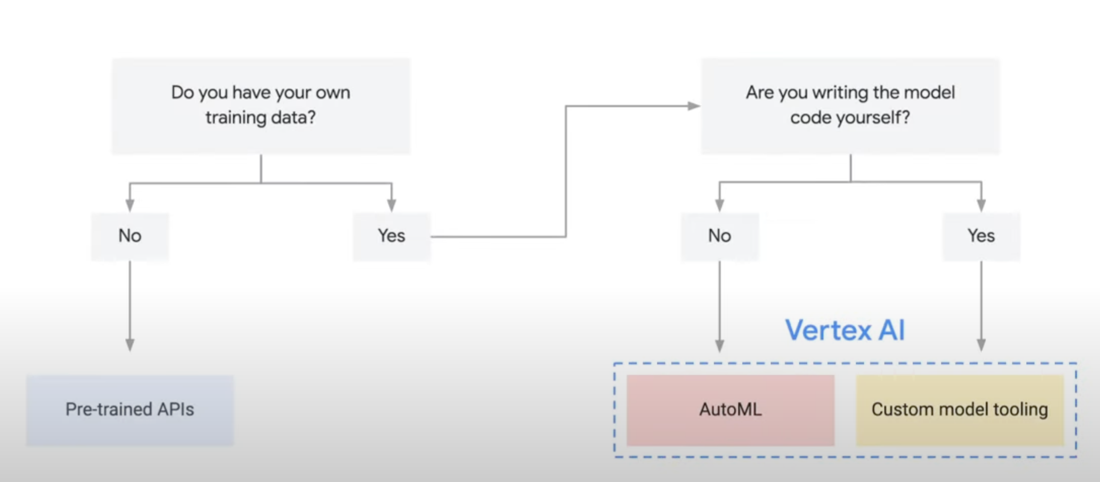 Do you have your own
training data?
No
Yes
Pre-trained APIs
Are you writing the model
code yourself?
No
Yes
Vertex AI
AutoML
Custom model tooling